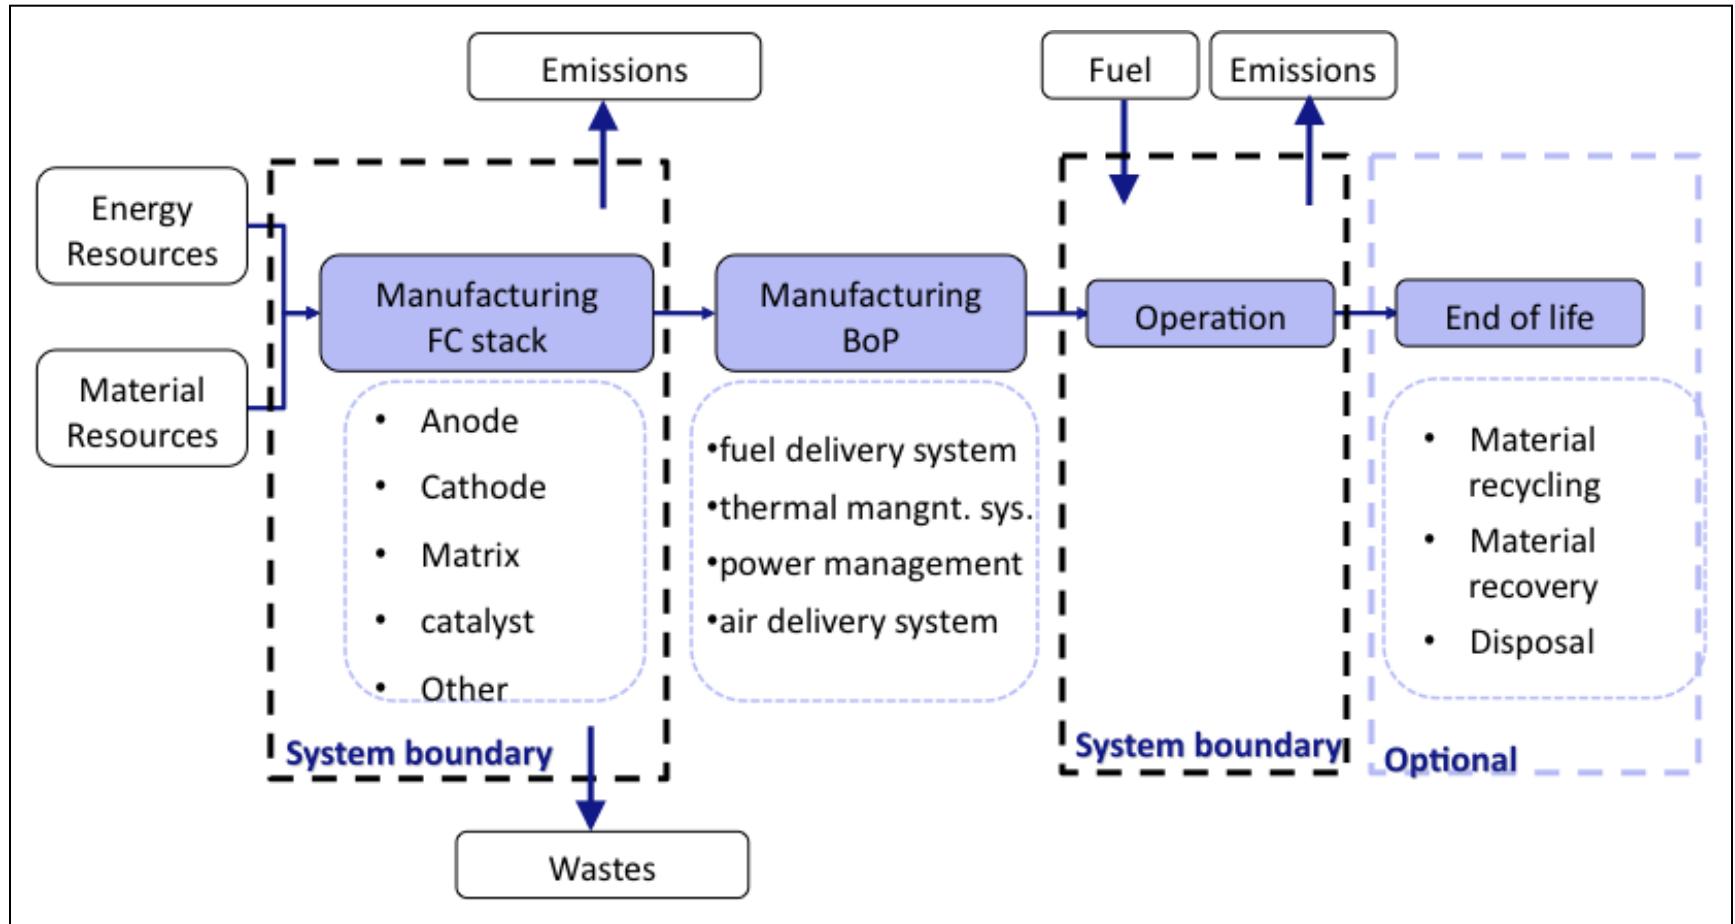 Emissions
Fuel
Emissions
Energy
Resources
Material
Resources
Manufacturing
FC stack
Manufacturing
BoP
Operation
End of life
• Anode
• Cathode
• Matrix
• catalyst
• Other
•fuel delivery system
•thermal mangnt. sys.
•power management
•air delivery system
• Material
recycling
• Material
recovery
• Disposal
System boundary
System boundary
Optional
Wastes